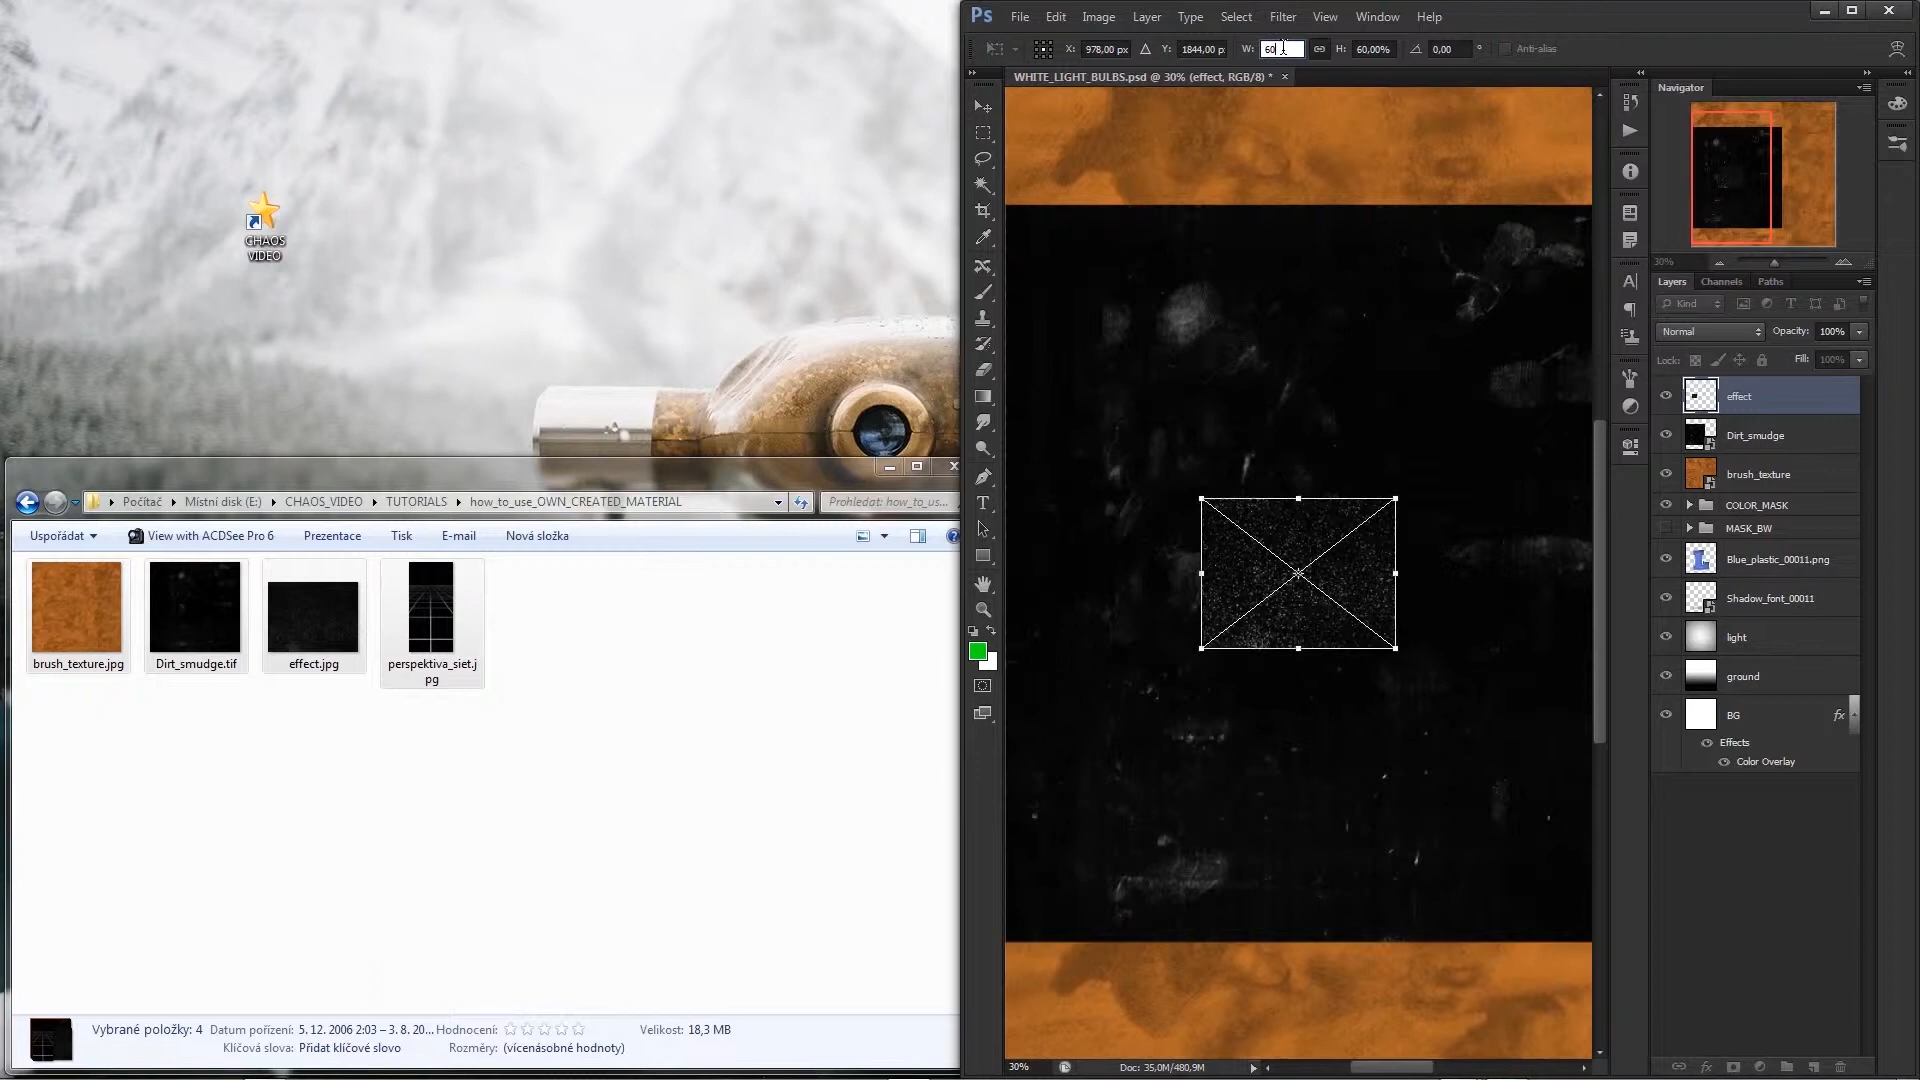 Ps File Edit Image Layer Type Select Filter View Window Help
X: 978,00 px Y: 1844,00 p: W: 60 H: 60,00% 0,00 ° Anti-alias
WHITE_LIGHT_BULBS.psd @ 30% (effect, RGB/8) * ×
CHAOS
VIDEO
Navigator
30%
Layers Channels Paths
Kind
Normal Opacity: 100%
Lock: Fill: 100%
effect
Dirt_smudge
brush_texture
COLOR_MASK
MASK_BW
Blue_plastic_00011.png
Shadow_font_00011
light
ground
BG fx
Effects
Color Overlay
Počítač Místní disk (E:) CHAOS_VIDEO TUTORIALS how_to_use_OWN_CREATED_MATERIAL Prohledat: how_to_us...
Uspořádat View with ACDSee Pro 6 Prezentace Tisk E-mail Nová složka
brush_texture.jpg Dirt_smudge.tif effect.jpg perspektiva_siet.j
pg
Vybrané položky: 4 Datum pořízení: 5. 12. 2006 2:03 – 3. 8. 20... Hodnocení: Velikost: 18,3 MB
Klíčová slova: Přidat klíčové slovo Rozměry: (vícenásobné hodnoty)
30% Doc: 35,0M/480,9M